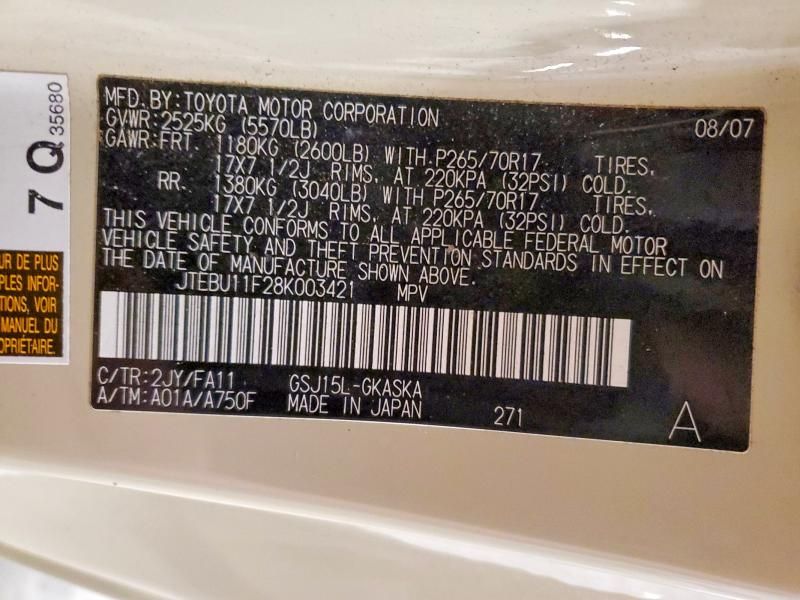 MFD.BY:TOYOTA MOTOR CORPORATION 08/07
GVWR:2525KG (5570LB)
GAWR:FRT 1180KG (2600LB) WITH P265/70R17 TIRES,
17X7 1/2J RIMS, AT 220KPA (32PSI) COLD.
RR. 1380KG (3040LB) WITH P265/70R17 TIRES,
17X7 1/2J RIMS, AT 220KPA (32PSI) COLD.
THIS VEHICLE CONFORMS TO ALL APPLICABLE FEDERAL MOTOR
VEHICLE SAFETY AND THEFT PREVENTION STANDARDS IN EFFECT ON
THE DATE OF MANUFACTURE SHOWN ABOVE.
JTEBU11F28K003421 MPV
C/TR:2JY/FA11 GSJ15L-GKASKA
A/TM:A01A/A750F MADE IN JAPAN 271 A
7 Q 35680
UR DE PLUS
PLES INFOR-
TIONS, VOIR
MANUEL DU
OPRIÉTAIRE.